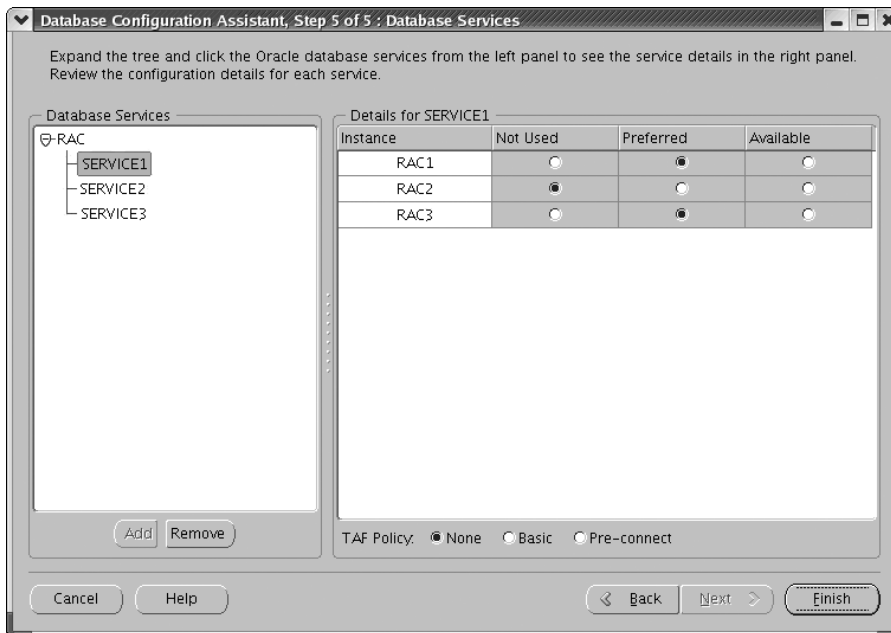 Database Configuration Assistant, Step 5 of 5 : Database Services
Expand the tree and click the Oracle database services from the left panel to see the service details in the right panel.
Review the configuration details for each service.
Database Services
RAC
SERVICE1
SERVICE2
SERVICE3
Add Remove
Details for SERVICE1
Instance Not Used Preferred Available
RAC1
RAC2
RAC3
TAF Policy: None Basic Pre-connect
Cancel Help Back Next Finish